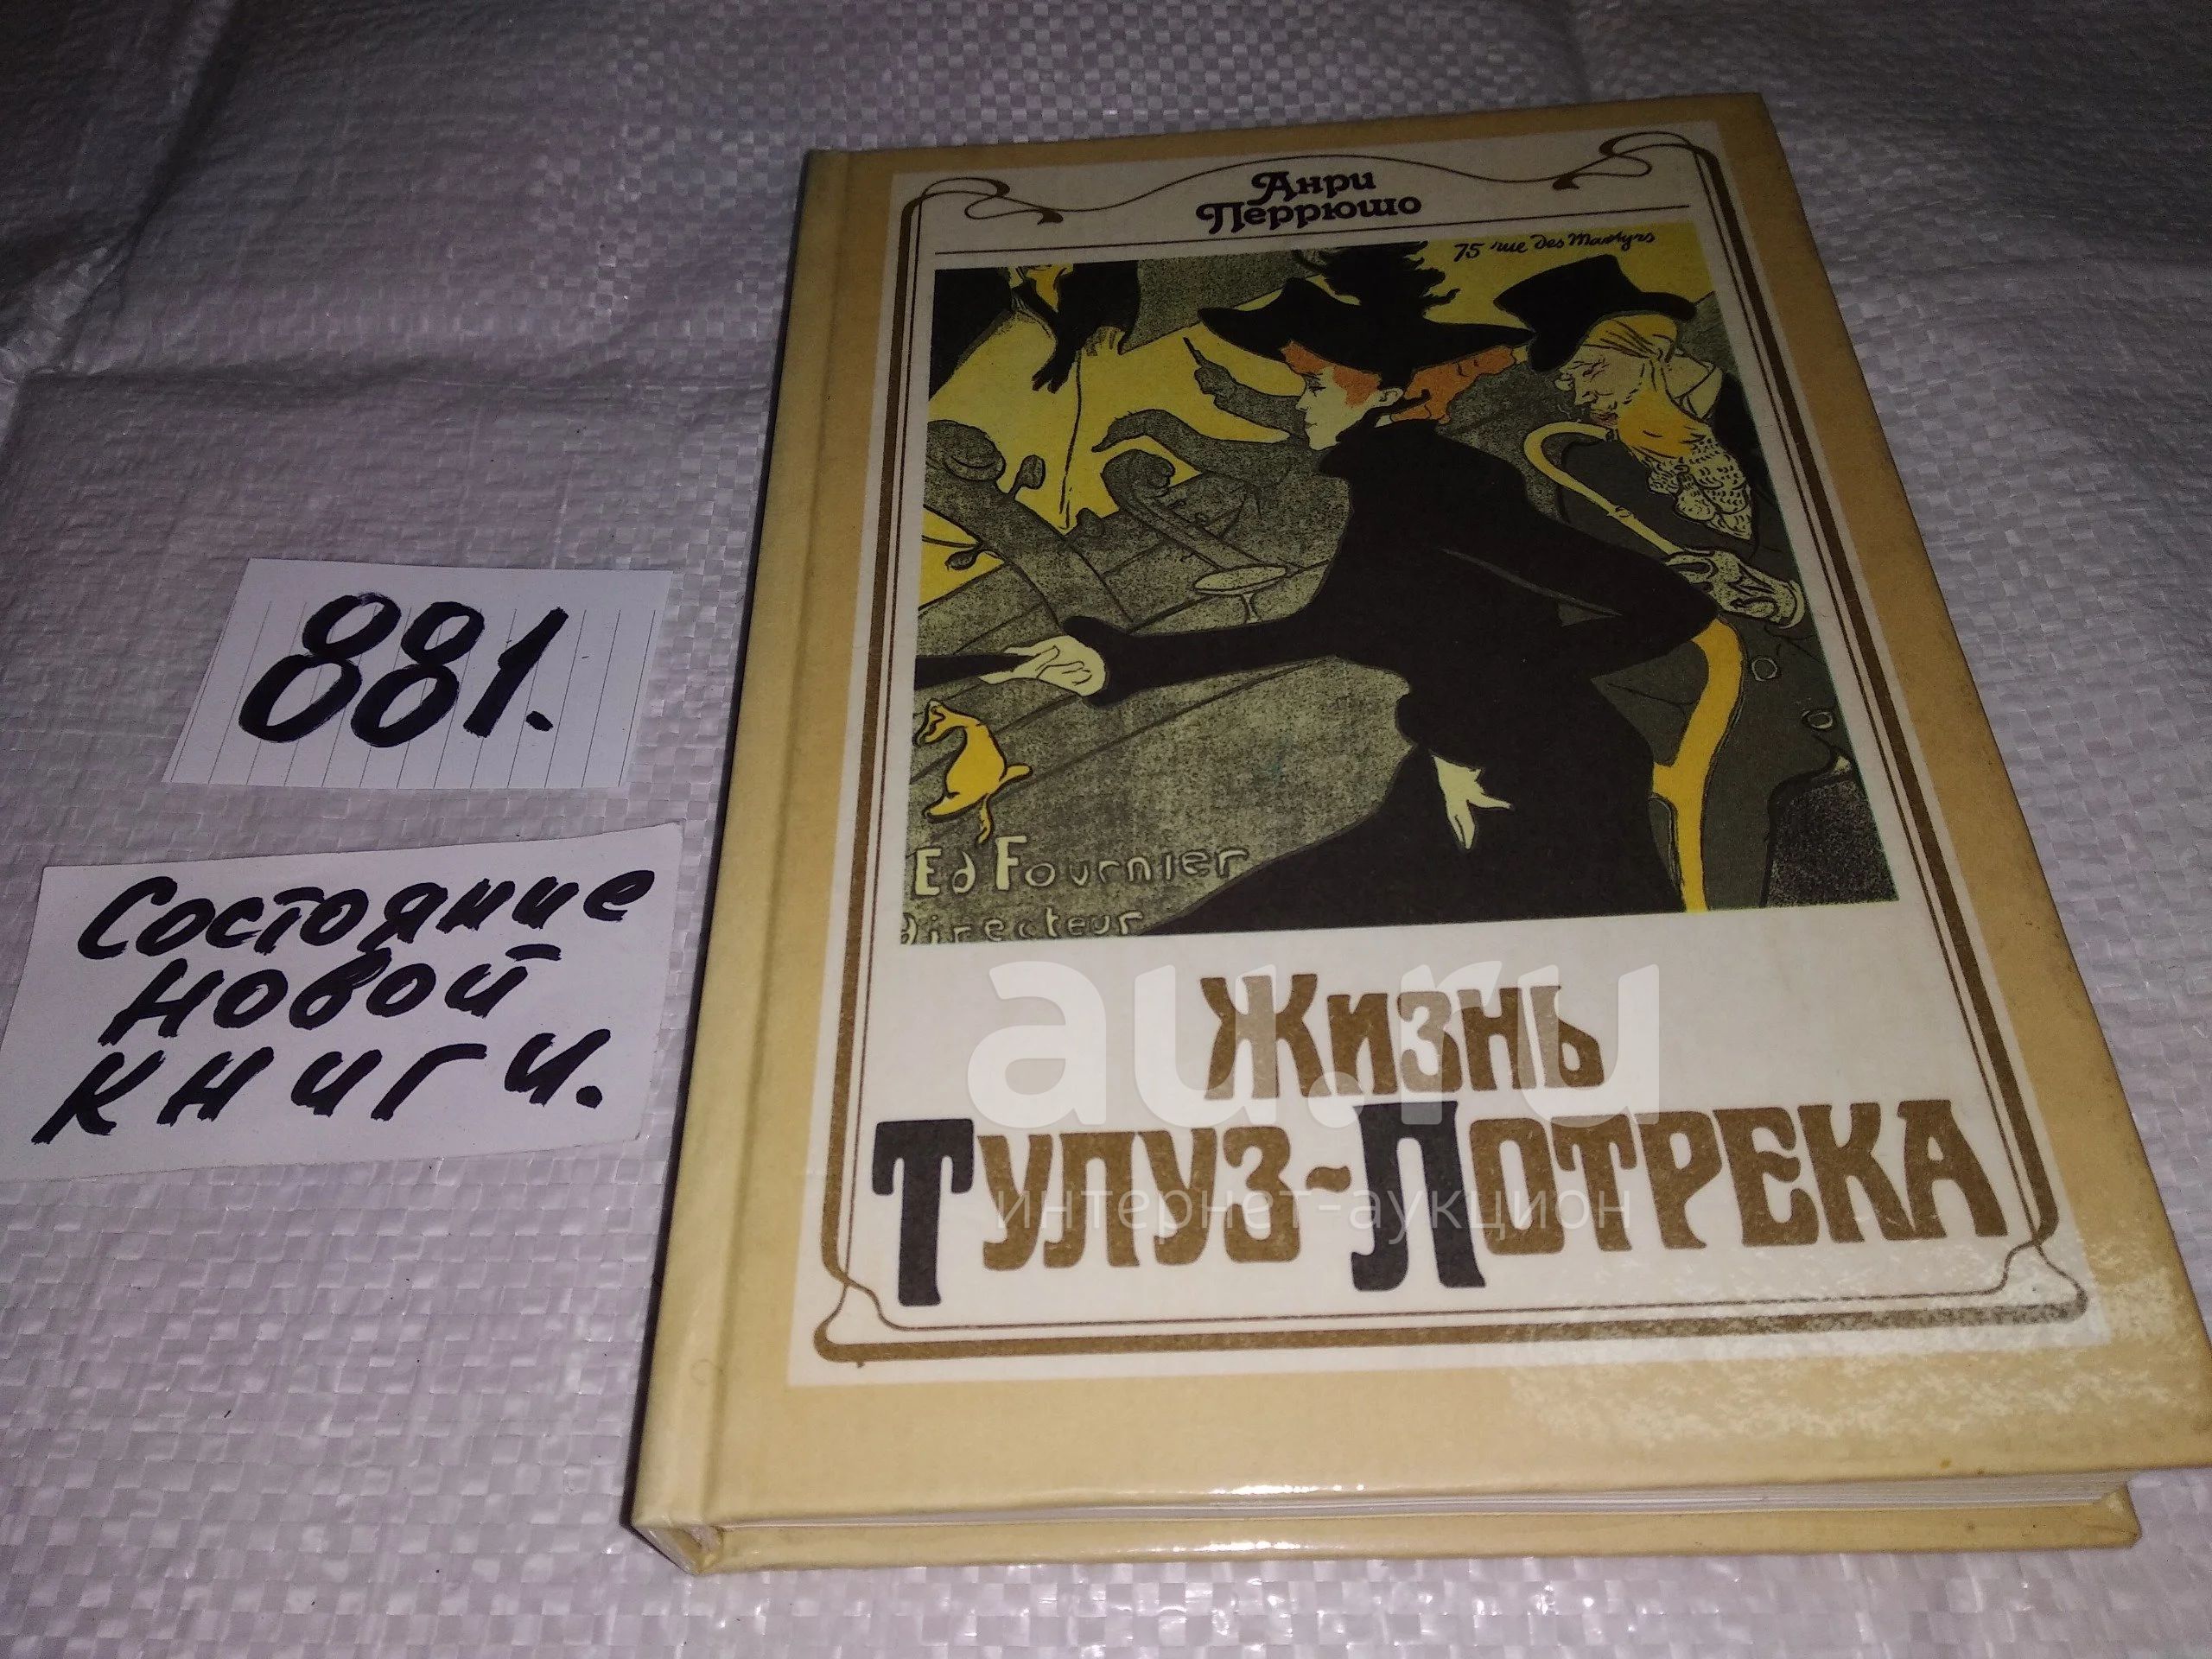 Анри
Перрюшо
75 rue des Martyrs
Ed Fournier
Directeur
Жизнь
Тулуз-Лотрека
881.
Состояние
новой
книги.
au.ru
интернет-аукцион